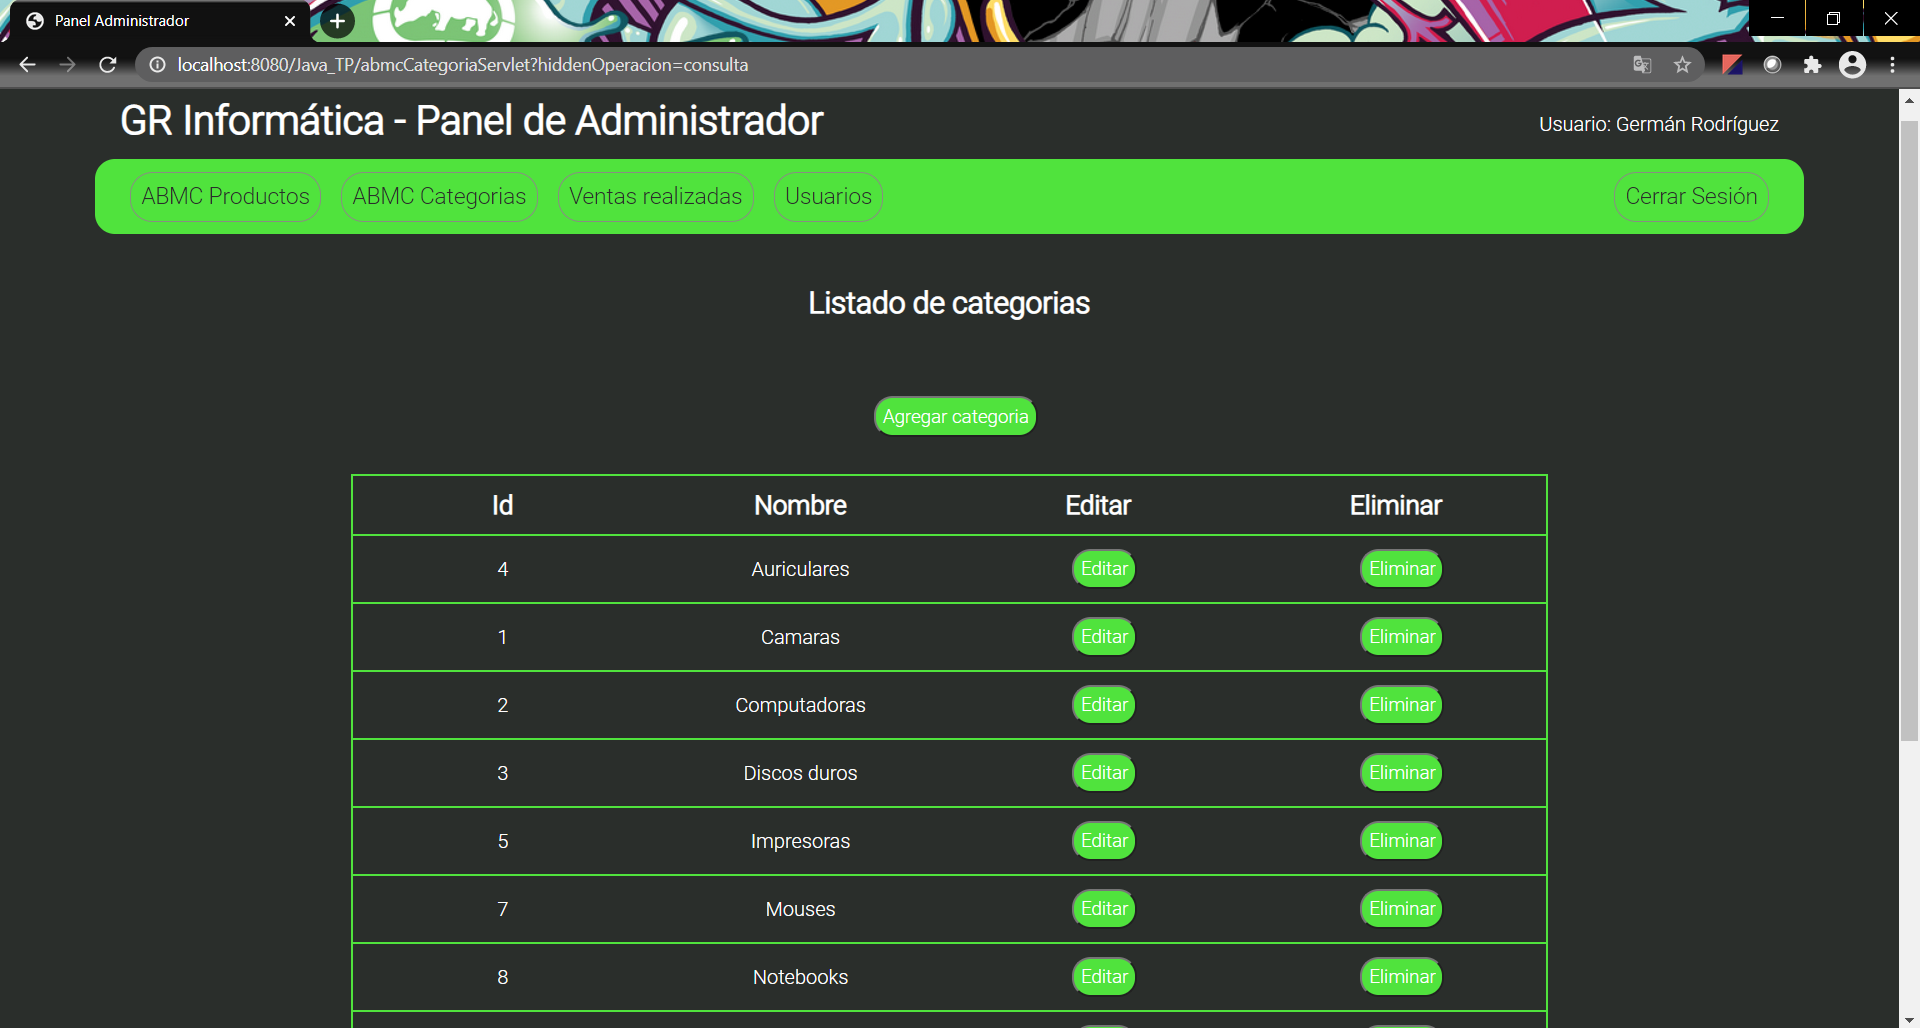 Panel Administrador
localhost:8080/Java_TP/abmcCategoriaServlet?hiddenOperacion=consulta
GR Informática - Panel de Administrador
Usuario: Germán Rodríguez
ABMC Productos ABMC Categorias Ventas realizadas Usuarios Cerrar Sesión
Listado de categorias
Agregar categoria
Id Nombre Editar Eliminar
4 Auriculares Editar Eliminar
1 Camaras Editar Eliminar
2 Computadoras Editar Eliminar
3 Discos duros Editar Eliminar
5 Impresoras Editar Eliminar
7 Mouses Editar Eliminar
8 Notebooks Editar Eliminar